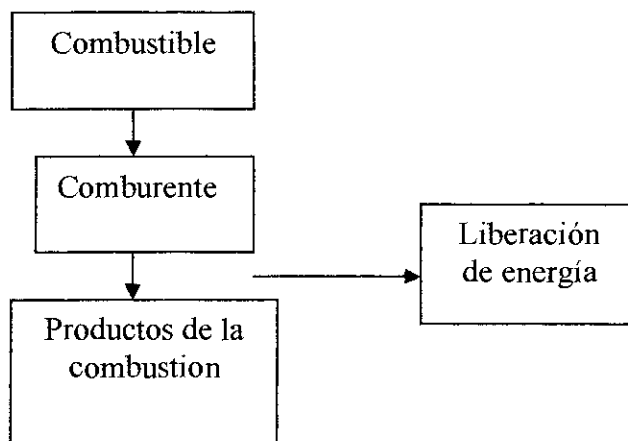 Combustible
Comburente
Liberación
de energía
Productos de la
combustion